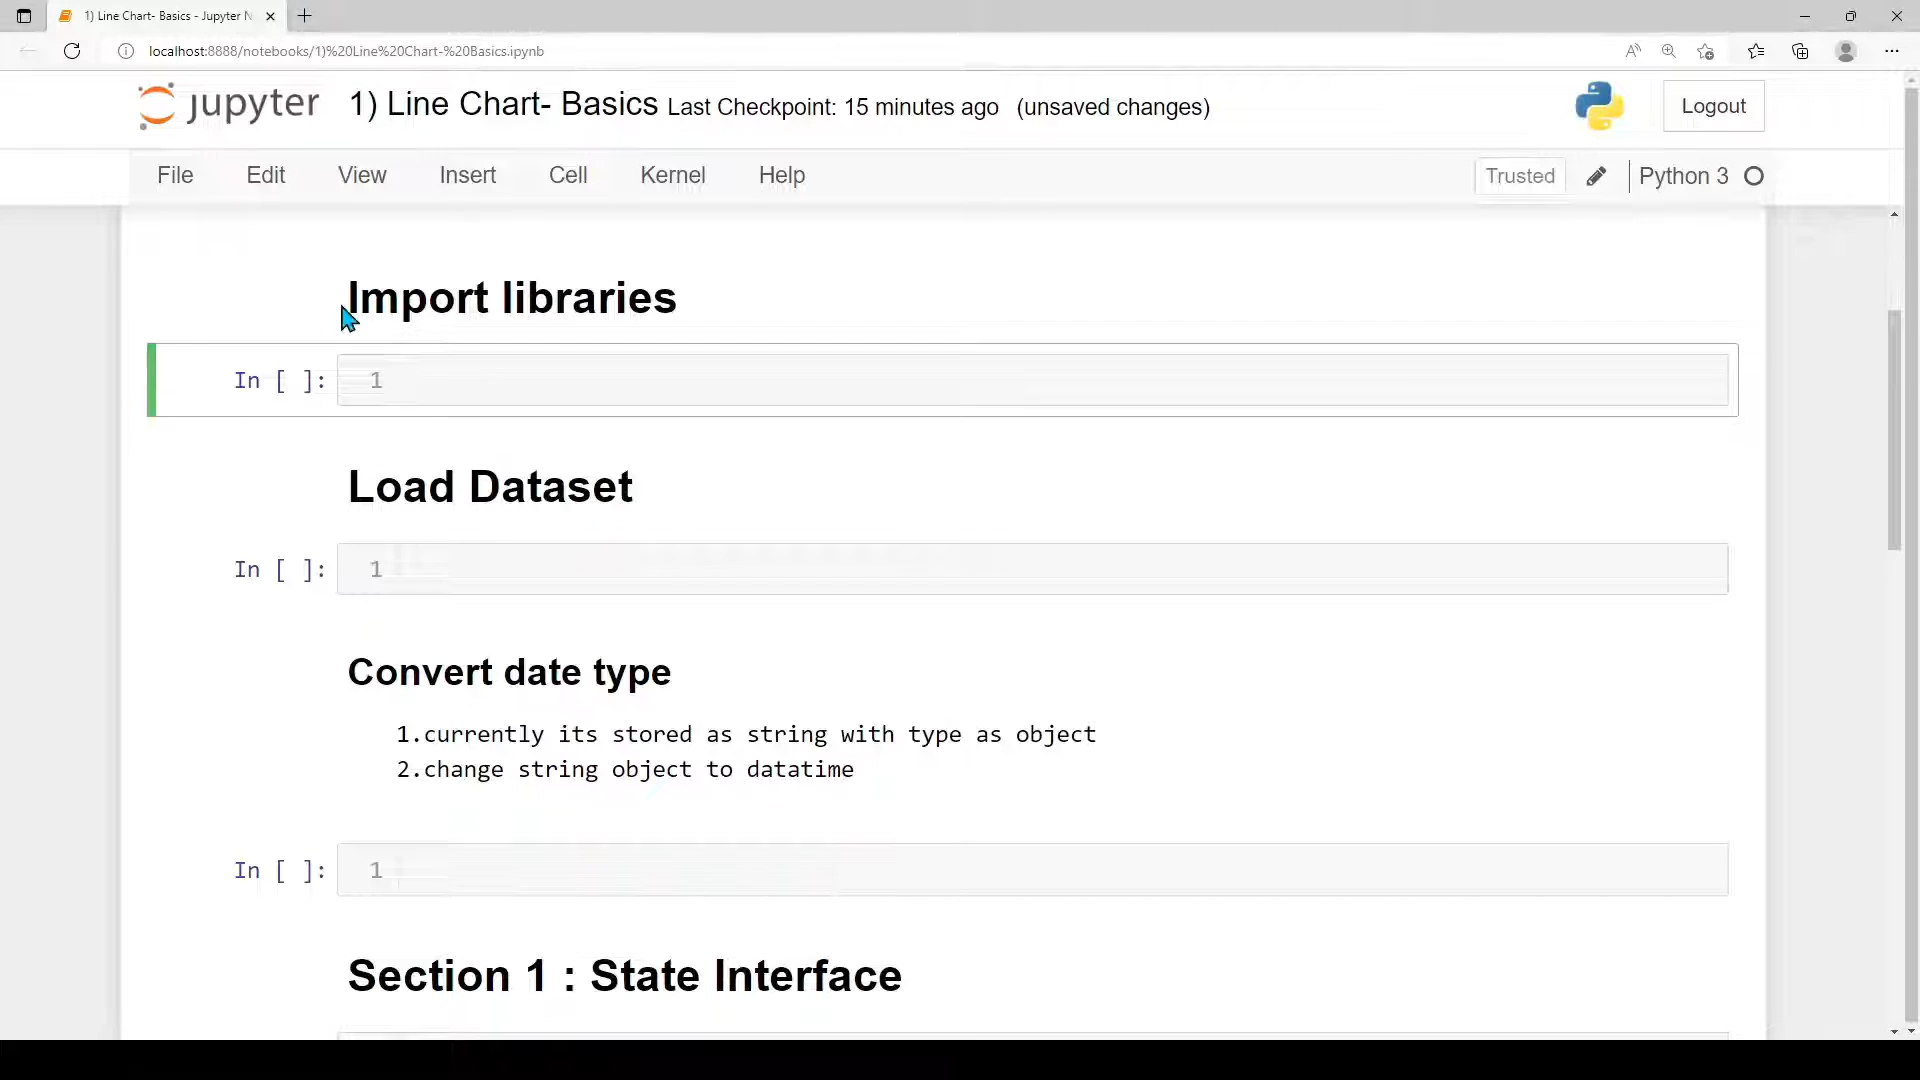 1) Line Chart- Basics - Jupyter N
localhost:8888/notebooks/1)%20Line%20Chart-%20Basics.ipynb
jupyter 1) Line Chart- Basics Last Checkpoint: 15 minutes ago (unsaved changes) Logout
File Edit View Insert Cell Kernel Help Trusted Python 3
Import libraries
In [ ]: 1
Load Dataset
In [ ]: 1
Convert date type
1.currently its stored as string with type as object
2.change string object to datatime
In [ ]: 1
Section 1 : State Interface